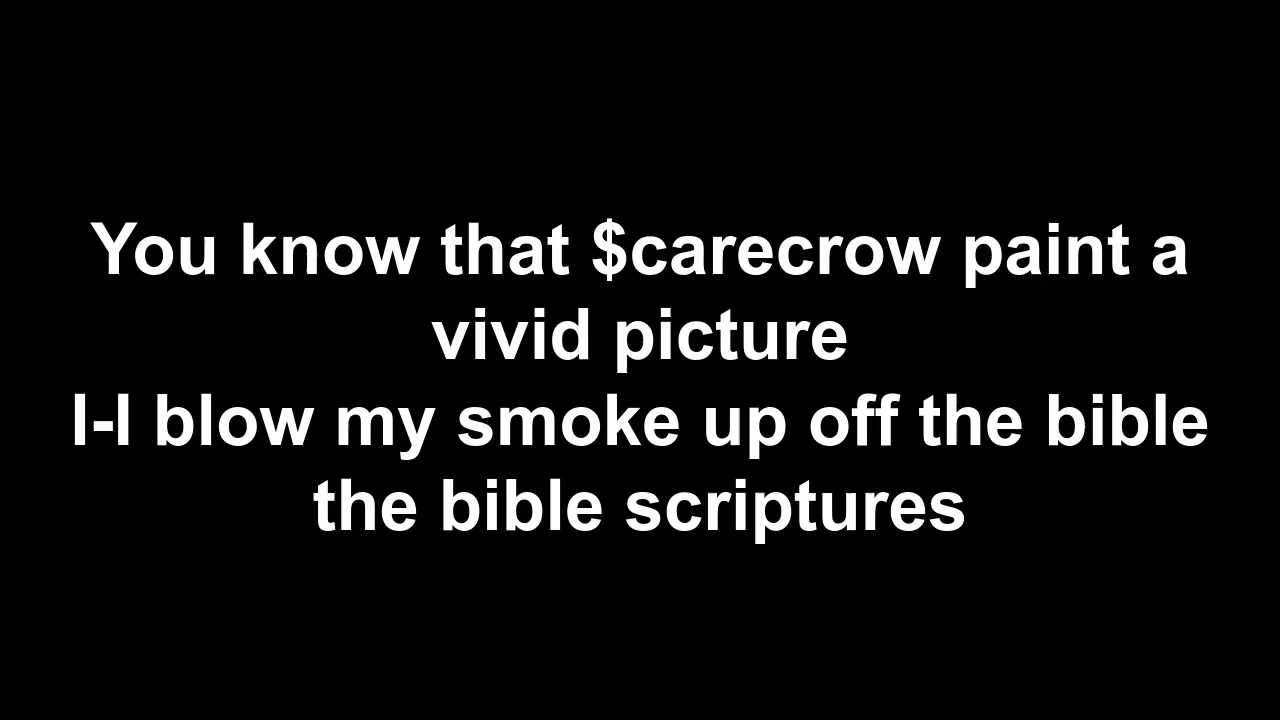 You know that $carecrow paint a
vivid picture
I-I blow my smoke up off the bible
the bible scriptures